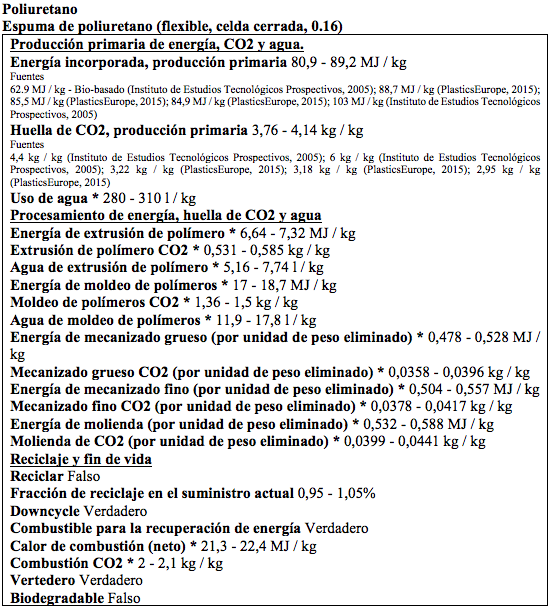 Poliuretano
Espuma de poliuretano (flexible, celda cerrada, 0.16)
Producción primaria de energía, CO2 y agua.
Energía incorporada, producción primaria 80,9 - 89,2 MJ / kg
Fuentes
62.9 MJ / kg - Bio-basado (Instituto de Estudios Tecnológicos Prospectivos, 2005); 88,7 MJ / kg (PlasticsEurope, 2015);
85,5 MJ / kg (PlasticsEurope, 2015); 84,9 MJ / kg (PlasticsEurope, 2015); 103 MJ / kg (Instituto de Estudios Tecnológicos
Prospectivos, 2005)
Huella de CO2, producción primaria 3,76 - 4,14 kg / kg
Fuentes
4,4 kg / kg (Instituto de Estudios Tecnológicos Prospectivos, 2005); 6 kg / kg (Instituto de Estudios Tecnológicos
Prospectivos, 2005); 3,22 kg / kg (PlasticsEurope, 2015); 3,18 kg / kg (PlasticsEurope, 2015); 2,95 kg / kg
(PlasticsEurope, 2015)
Uso de agua * 280 - 310 l / kg
Procesamiento de energía, huella de CO2 y agua
Energía de extrusión de polímero * 6,64 - 7,32 MJ / kg
Extrusión de polímero CO2 * 0,531 - 0,585 kg / kg
Agua de extrusión de polímero * 5,16 - 7,74 l / kg
Energía de moldeo de polímeros * 17 - 18,7 MJ / kg
Moldeo de polímeros CO2 * 1,36 - 1,5 kg / kg
Agua de moldeo de polímeros * 11,9 - 17,8 l / kg
Energía de mecanizado grueso (por unidad de peso eliminado) * 0,478 - 0,528 MJ /
kg
Mecanizado grueso CO2 (por unidad de peso eliminado) * 0,0358 - 0,0396 kg / kg
Energía de mecanizado fino (por unidad de peso eliminado) * 0,504 - 0,557 MJ / kg
Mecanizado fino CO2 (por unidad de peso eliminado) * 0,0378 - 0,0417 kg / kg
Energía de molienda (por unidad de peso eliminado) * 0,532 - 0,588 MJ / kg
Molienda de CO2 (por unidad de peso eliminado) * 0,0399 - 0,0441 kg / kg
Reciclaje y fin de vida
Reciclar Falso
Fracción de reciclaje en el suministro actual 0,95 - 1,05%
Downcycle Verdadero
Combustible para la recuperación de energía Verdadero
Calor de combustión (neto) * 21,3 - 22,4 MJ / kg
Combustión CO2 * 2 - 2,1 kg / kg
Vertedero Verdadero
Biodegradable Falso